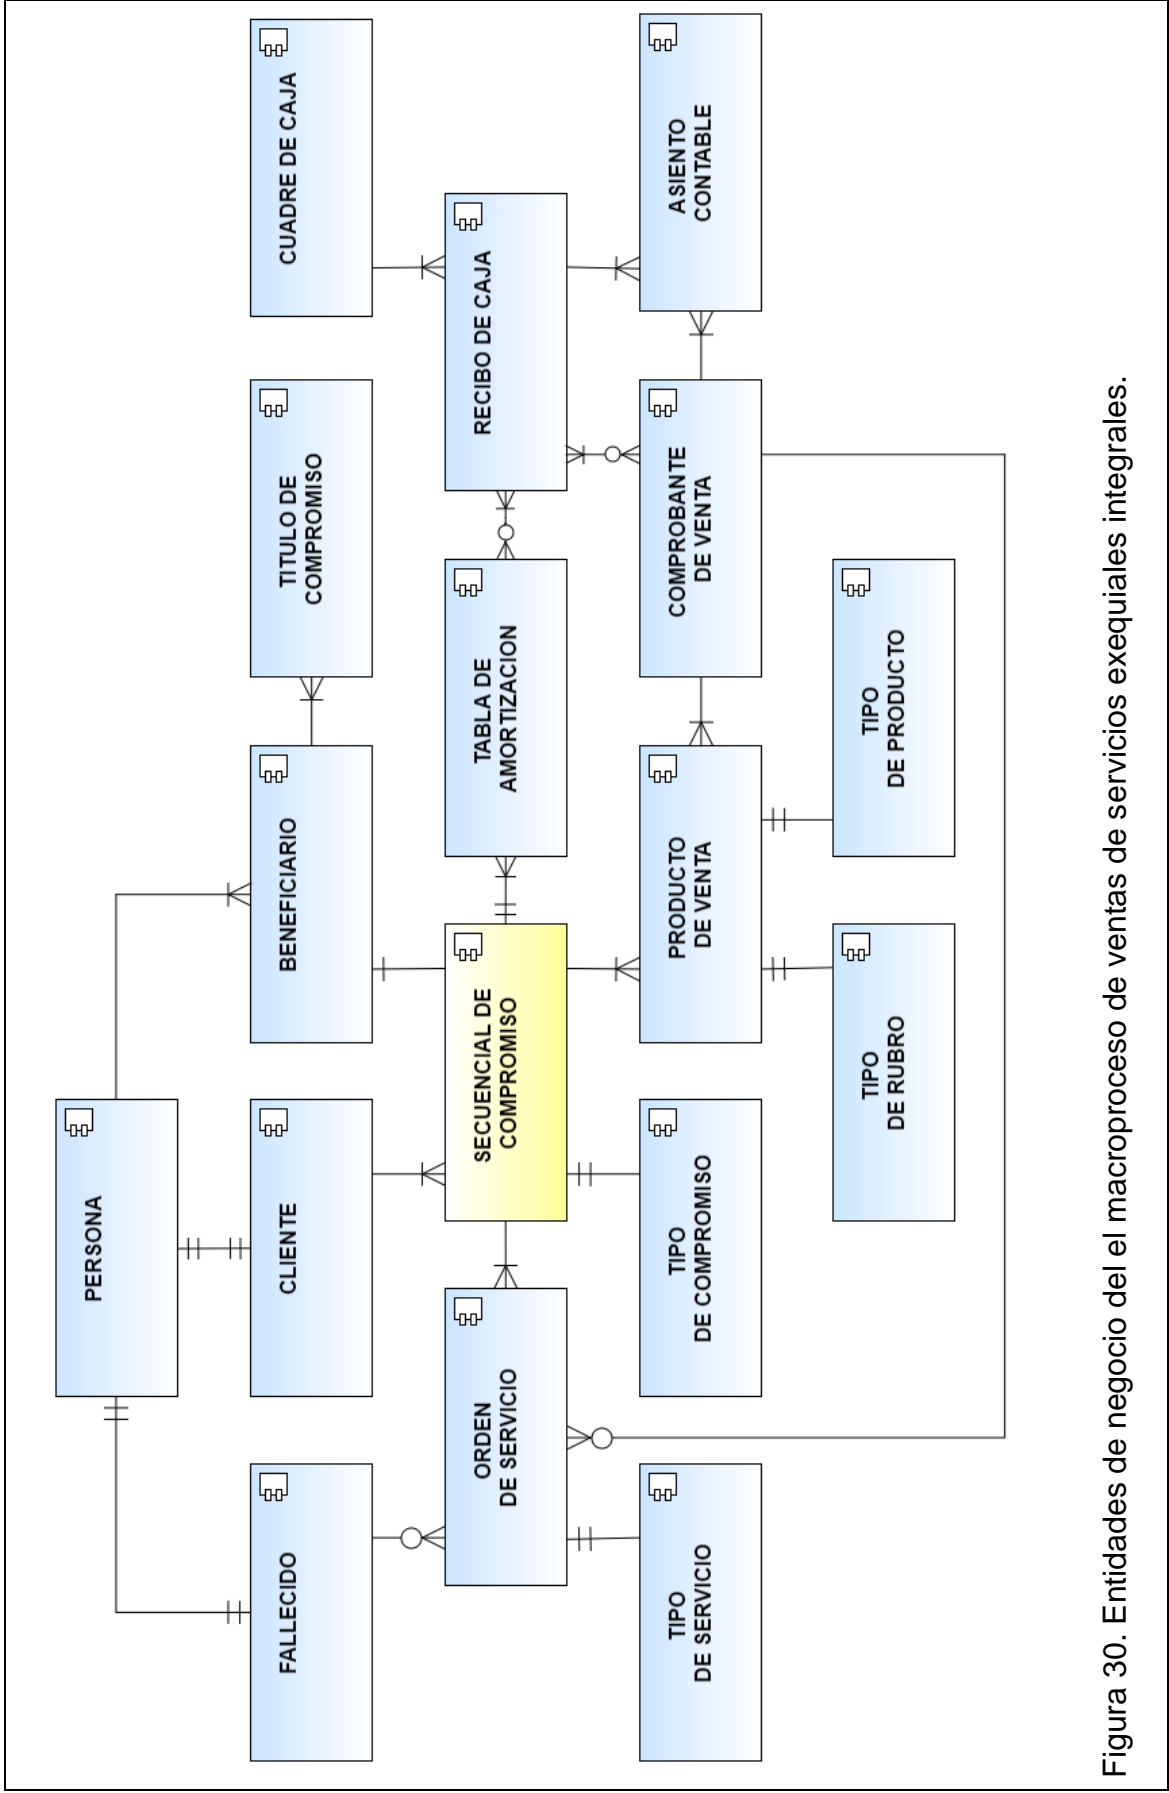 PERSONA
FALLECIDO
CLIENTE
BENEFICIARIO
TITULO DE
COMPROMISO
CUADRE DE CAJA
ORDEN
DE SERVICIO
SECUENCIAL DE
COMPROMISO
TABLA DE
AMORTIZACION
RECIBO DE CAJA
TIPO
DE SERVICIO
TIPO
DE COMPROMISO
PRODUCTO
DE VENTA
COMPROBANTE
DE VENTA
ASIENTO
CONTABLE
TIPO
DE RUBRO
TIPO
DE PRODUCTO
Figura 30. Entidades de negocio del el macroproceso de ventas de servicios exequiales integrales.